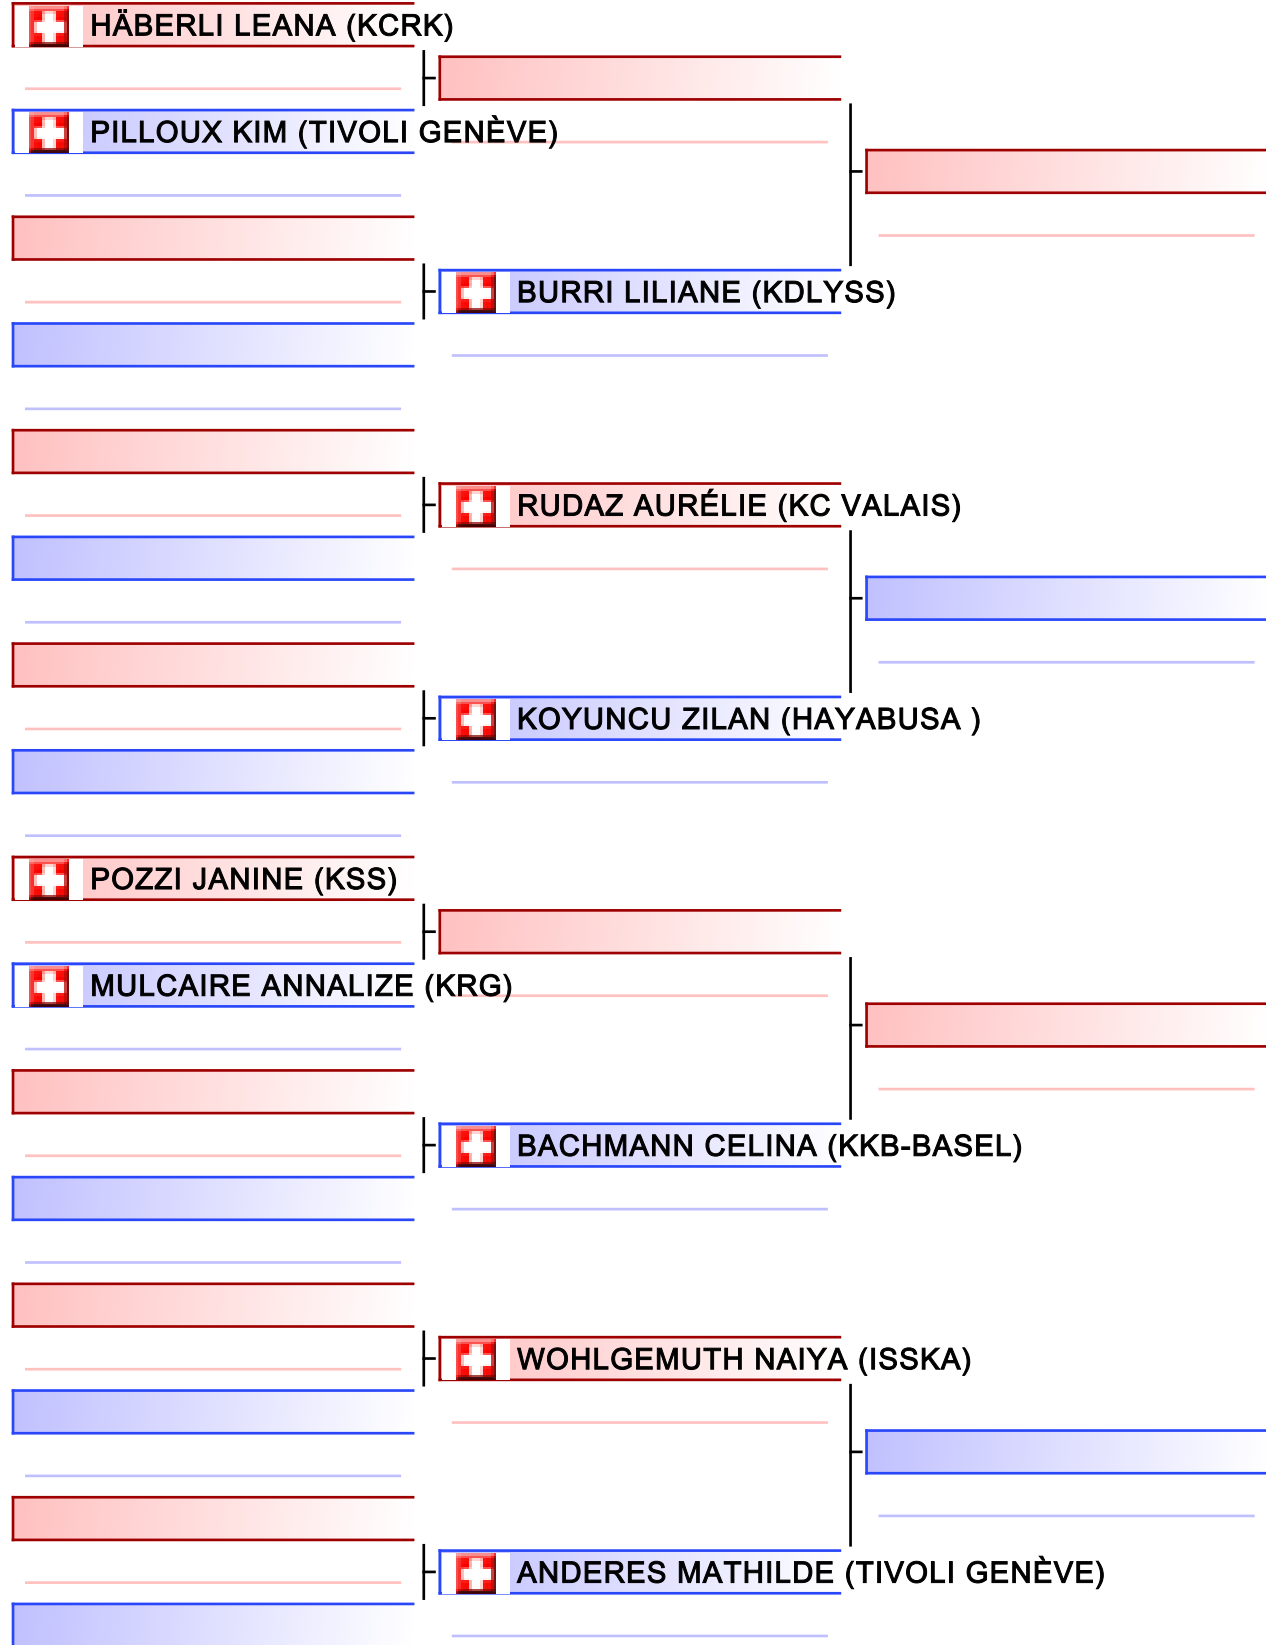 HÄBERLI LEANA (KCRK)
PILLOUX KIM (TIVOLI GENÈVE)
BURRI LILIANE (KDLYSS)
RUDAZ AURÉLIE (KC VALAIS)
KOYUNCU ZILAN (HAYABUSA )
POZZI JANINE (KSS)
MULCAIRE ANNALIZE (KRG)
BACHMANN CELINA (KKB-BASEL)
WOHLGEMUTH NAIYA (ISSKA)
ANDERES MATHILDE (TIVOLI GENÈVE)